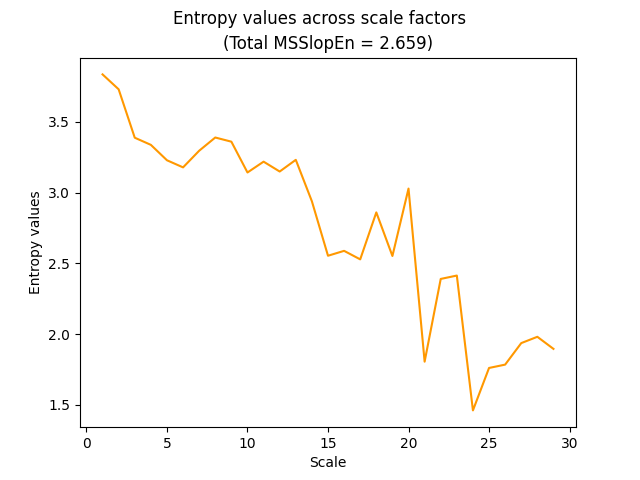 Entropy values across scale factors
(Total MSSlopEn = 2.659)
Entropy values
3.5
3.0
2.5
2.0
1.5
0 5 10 15 20 25 30
Scale